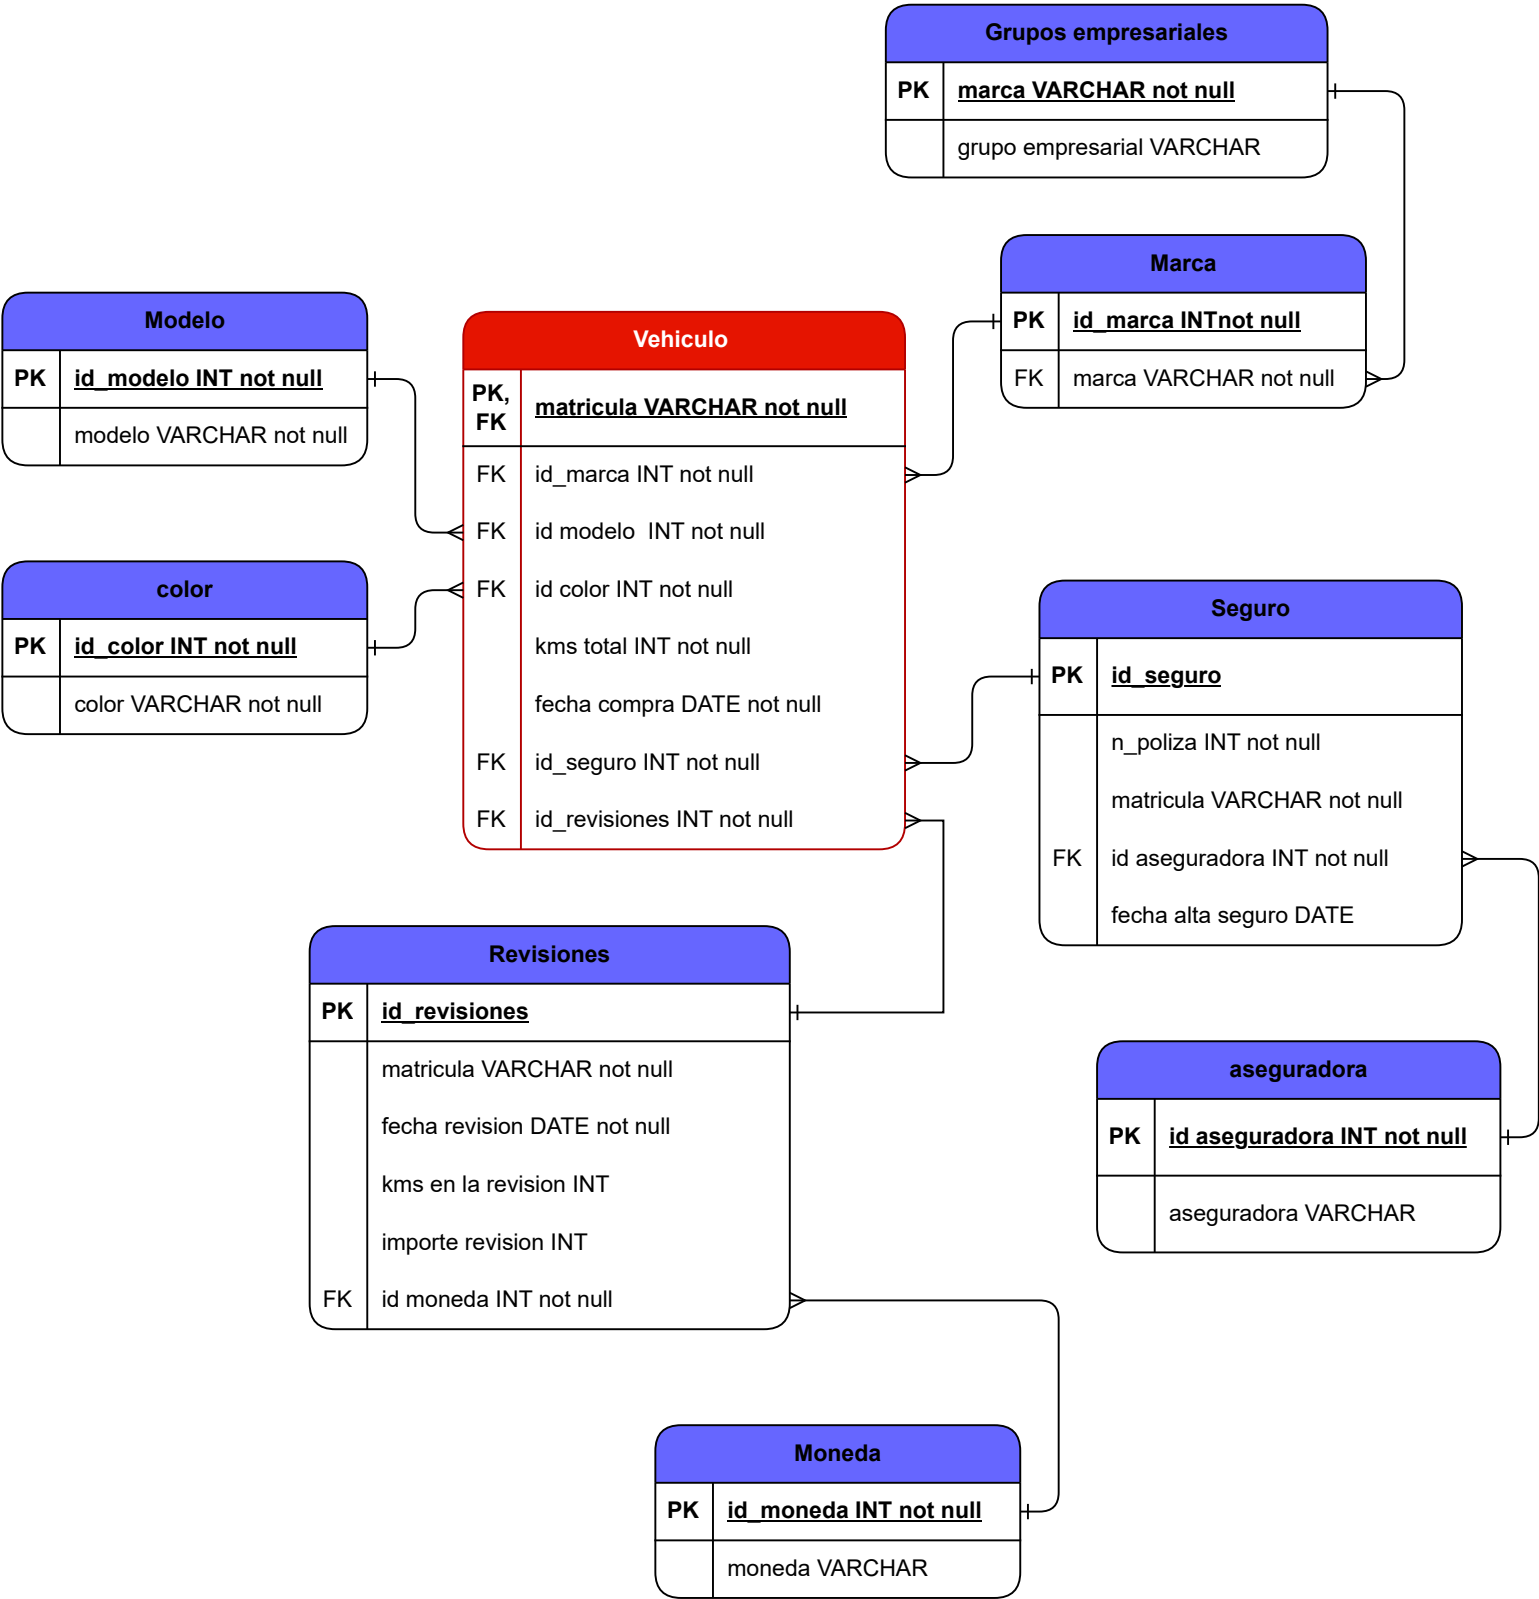 Grupos empresariales
PK marca VARCHAR not null
grupo empresarial VARCHAR
Marca
PK id_marca INTnot null
FK marca VARCHAR not null
Modelo
PK id_modelo INT not null
modelo VARCHAR not null
Vehiculo
PK,
FK
matricula VARCHAR not null
FK id_marca INT not null
FK id modelo  INT not null
FK id color INT not null
kms total INT not null
fecha compra DATE not null
FK id_seguro INT not null
FK id_revisiones INT not null
color
PK id_color INT not null
color VARCHAR not null
Seguro
PK id_seguro
n_poliza INT not null
matricula VARCHAR not null
FK id aseguradora INT not null
fecha alta seguro DATE
Revisiones
PK id_revisiones
matricula VARCHAR not null
fecha revision DATE not null
kms en la revision INT
importe revision INT
FK id moneda INT not null
aseguradora
PK id aseguradora INT not null
aseguradora VARCHAR
Moneda
PK id_moneda INT not null
moneda VARCHAR